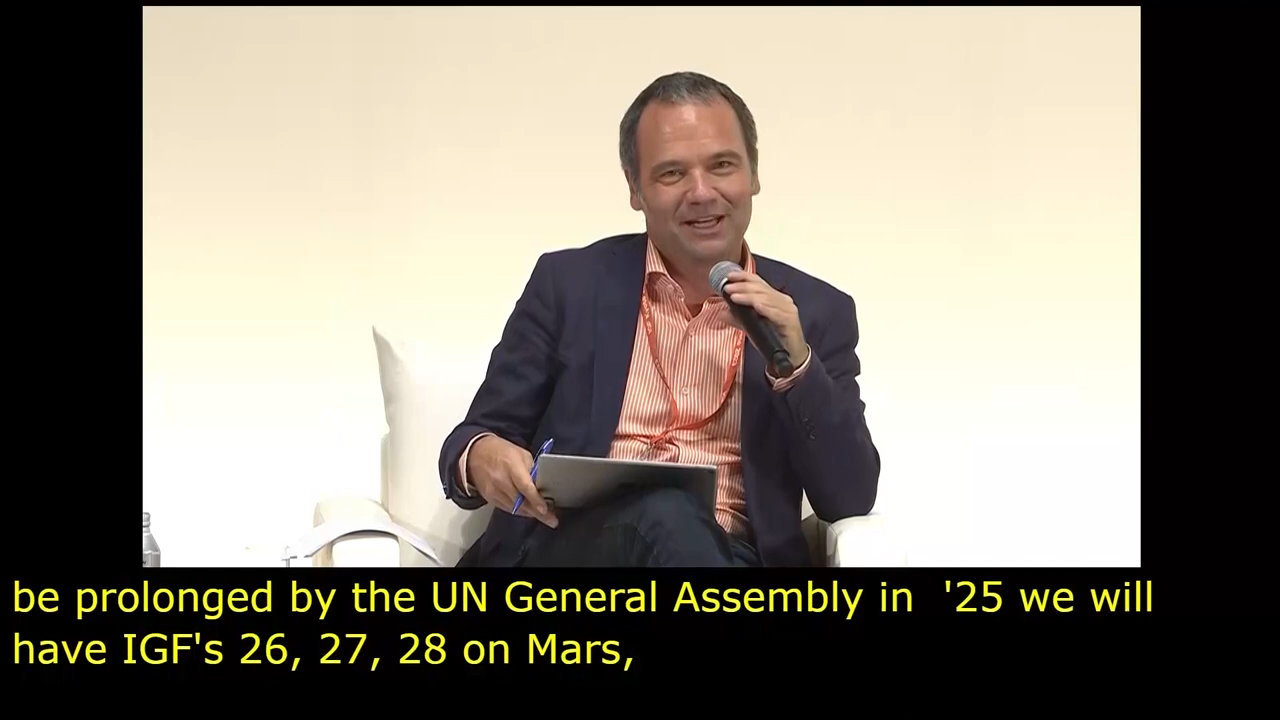 be prolonged by the UN General Assembly in  '25 we will
have IGF's 26, 27, 28 on Mars,